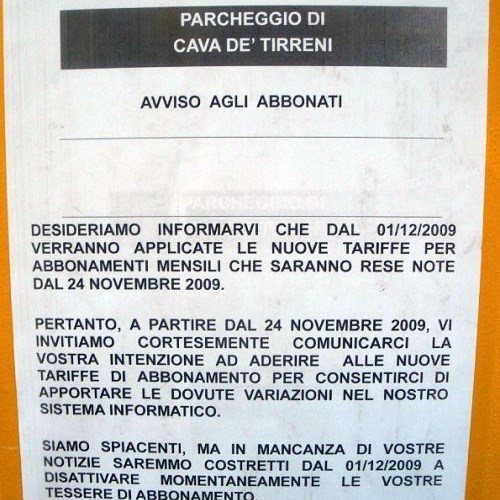 PARCHEGGIO DI
CAVA DE' TIRRENI
AVVISO AGLI ABBONATI
PARCHEGGIO DI
DESIDERIAMO INFORMARVI CHE DAL 01/12/2009
VERRANNO APPLICATE LE NUOVE TARIFFE PER
ABBONAMENTI MENSILI CHE SARANNO RESE NOTE
DAL 24 NOVEMBRE 2009.
PERTANTO, A PARTIRE DAL 24 NOVEMBRE 2009, VI
INVITIAMO CORTESEMENTE COMUNICARCI LA
VOSTRA INTENZIONE AD ADERIRE ALLE NUOVE
TARIFFE DI ABBONAMENTO PER CONSENTIRCI DI
APPORTARE LE DOVUTE VARIAZIONI NEL NOSTRO
SISTEMA INFORMATICO.
SIAMO SPIACENTI, MA IN MANCANZA DI VOSTRE
NOTIZIE SAREMMO COSTRETTI DAL 01/12/2009 A
DISATTIVARE MOMENTANEAMENTE LE VOSTRE
TESSERE DI ABBONAMENTO.